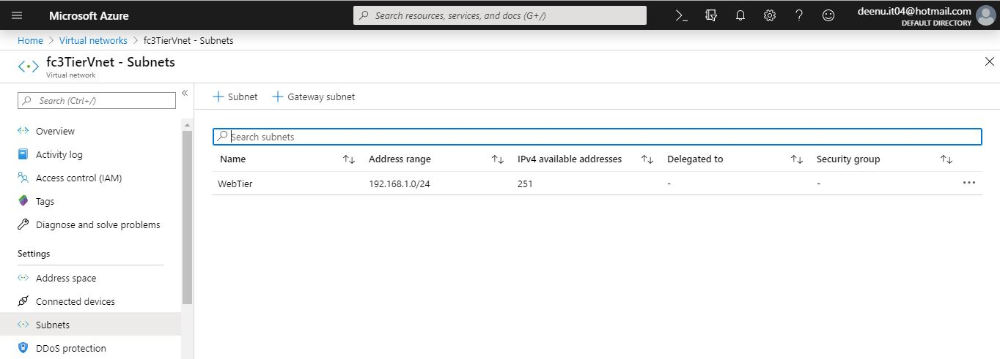 Microsoft Azure
Search resources, services, and docs (G+/)
deenu.it04@hotmail.com
DEFAULT DIRECTORY
Home > Virtual networks > fc3TierVnet - Subnets
fc3TierVnet - Subnets
Virtual network
Search (Ctrl+/)
Overview
Activity log
Access control (IAM)
Tags
Diagnose and solve problems
Settings
Address space
Connected devices
Subnets
DDoS protection
+ Subnet + Gateway subnet
Search subnets
Name Address range IPv4 available addresses Delegated to Security group
WebTier 192.168.1.0/24 251 - -